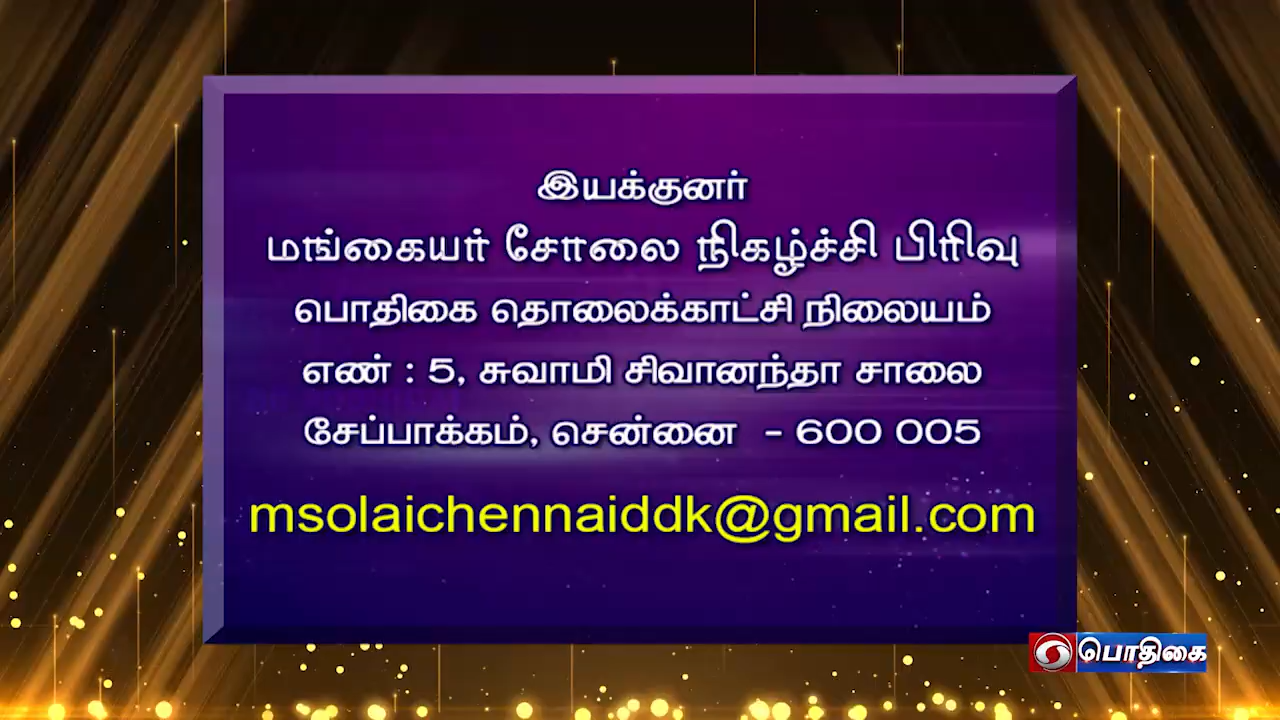 இயக்குனர்
மங்கையர் சோலை நிகழ்ச்சி பிரிவு
பொதிகை தொலைக்காட்சி நிலையம்
எண் : 5, சுவாமி சிவானந்தா சாலை
சேப்பாக்கம், சென்னை - 600 005
msolaichennaiddk@gmail.com
பொதிகை